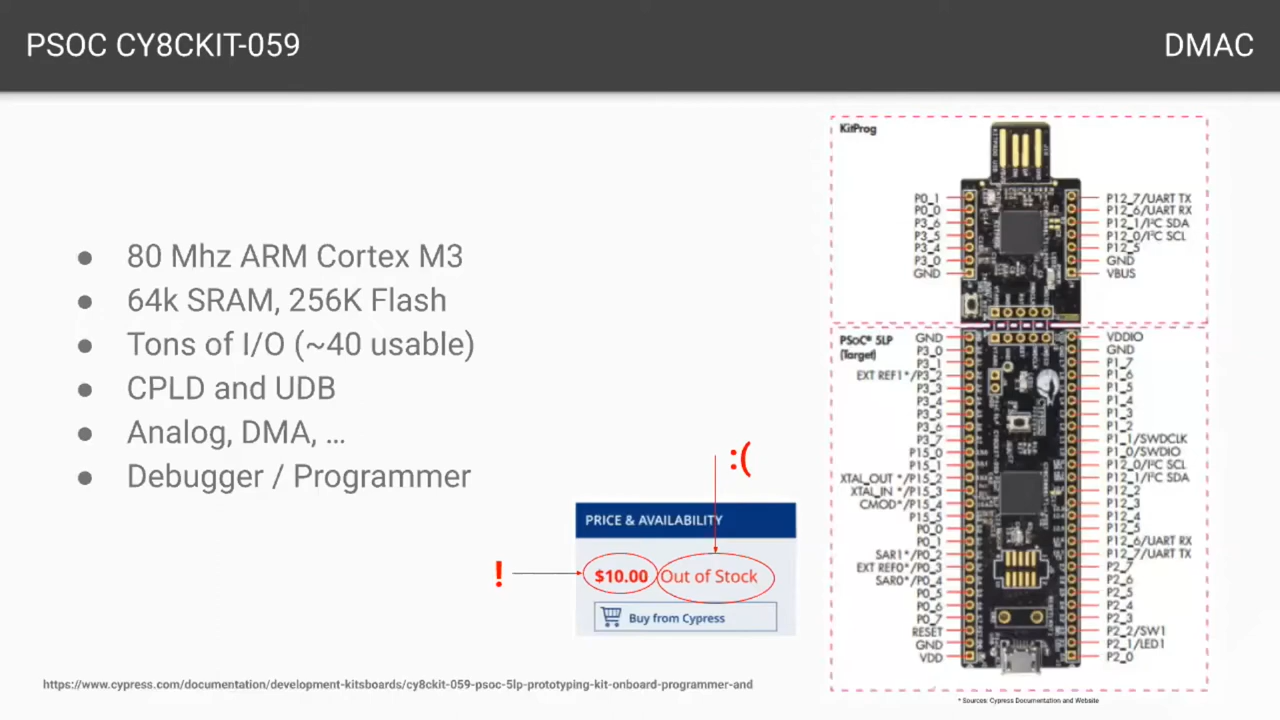 PSOC CY8CKIT-059
DMAC
80 Mhz ARM Cortex M3
64k SRAM, 256K Flash
Tons of I/O (~40 usable)
CPLD and UDB
Analog, DMA, …
Debugger / Programmer
:(
PRICE & AVAILABILITY
!
$10.00 Out of Stock
Buy from Cypress
https://www.cypress.com/documentation/development-kitsboards/cy8ckit-059-psoc-5lp-prototyping-kit-onboard-programmer-and
KitProg
P0_1
P0_0
P3_6
P3_5
P3_4
P3_0
GND
P12_7/UART TX
P12_6/UART RX
P12_1/I²C SDA
P12_0/I²C SCL
P12_5
GND
VBUS
PSoC® 5LP
(Target)
GND
P3_0
P3_1
EXT REF1*/P3_2
P3_3
P3_4
P3_5
P3_6
P3_7
P15_0
P15_1
XTAL_OUT */P15_2
XTAL_IN */P15_3
CMOD*/P15_4
P15_5
P0_0
P0_1
SAR1*/P0_2
EXT REF0*/P0_3
SAR0*/P0_4
P0_5
P0_6
P0_7
RESET
GND
VDD
VDDIO
GND
P1_7
P1_6
P1_5
P1_4
P1_3
P1_2
P1_1/SWDCLK
P1_0/SWDIO
P12_0/I²C SCL
P12_1/I²C SDA
P12_2
P12_3
P12_4
P12_5
P12_6/UART RX
P12_7/UART TX
P2_7
P2_6
P2_5
P2_4
P2_3
P2_2/SW1
P2_1/LED1
P2_0
* Sources: Cypress Documentation and Website